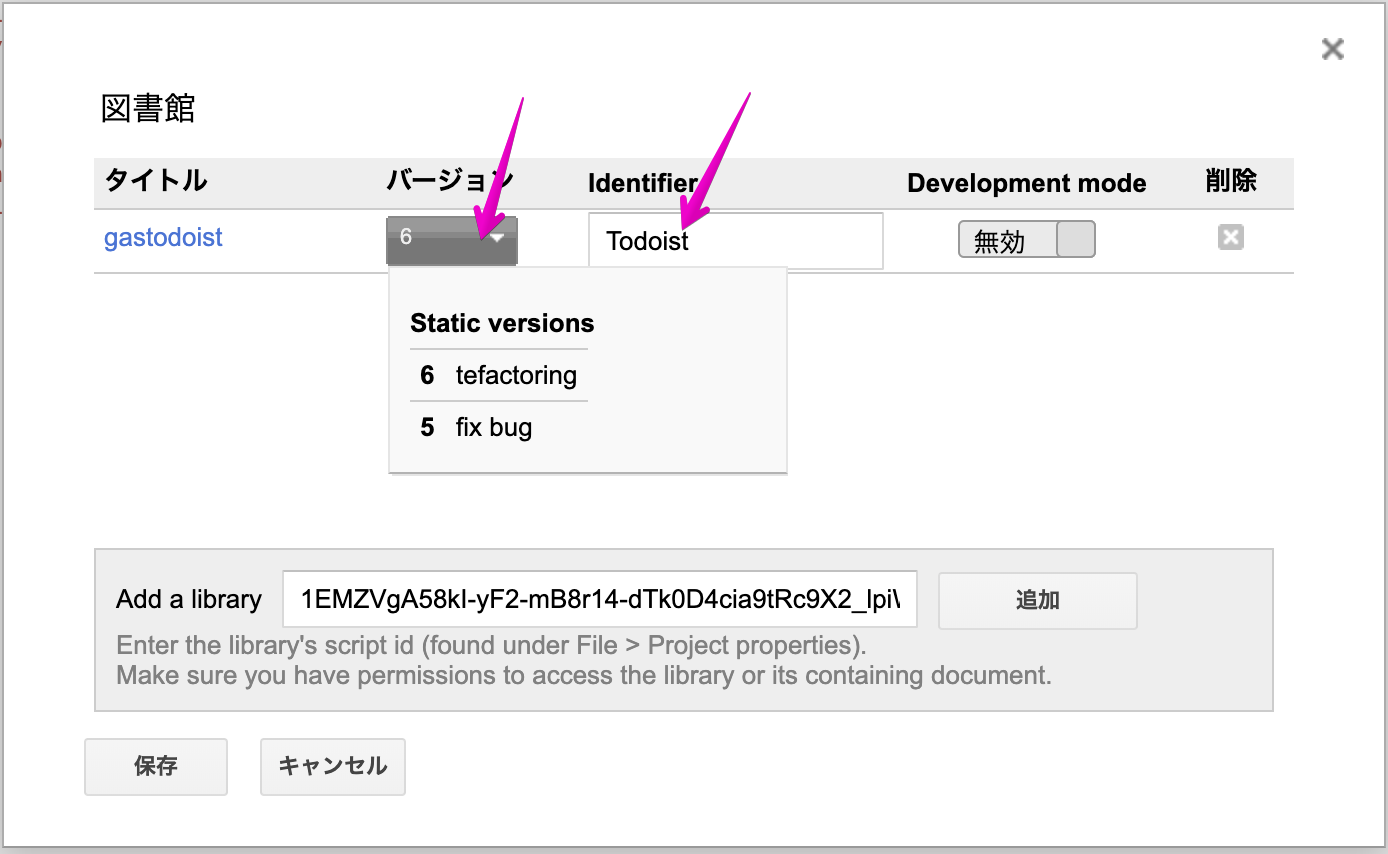 図書館
タイトル バージョン Identifier Development mode 削除
gastodoist 6 Todoist 無効
Static versions
6 tefactoring
5 fix bug
Add a library 1EMZVgA58kI-yF2-mB8r14-dTk0D4cia9tRc9X2_lpi 追加
Enter the library's script id (found under File > Project properties).
Make sure you have permissions to access the library or its containing document.
保存 キャンセル